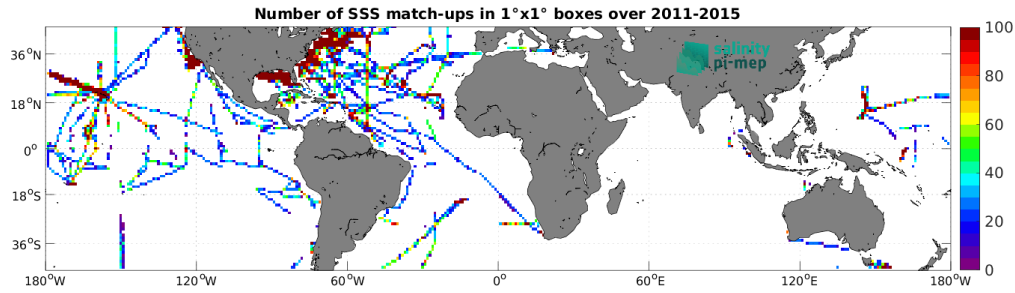 Number of SSS match-ups in 1°x1° boxes over 2011-2015
salinity
pi-mep
36°N
18°N
0°
18°S
36°S
180°W
120°W
60°W
0°
60°E
120°E
180°W
100
80
60
40
20
0